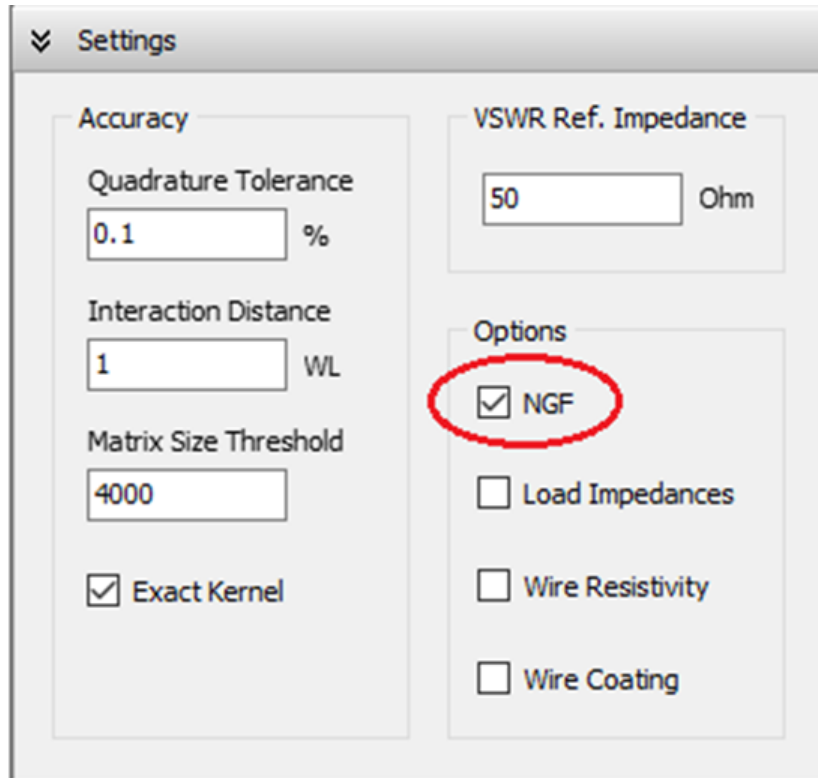 Settings
Accuracy
Quadrature Tolerance
0.1 %
Interaction Distance
1 WL
Matrix Size Threshold
4000
Exact Kernel
VSWR Ref. Impedance
50 Ohm
Options
NGF
Load Impedances
Wire Resistivity
Wire Coating